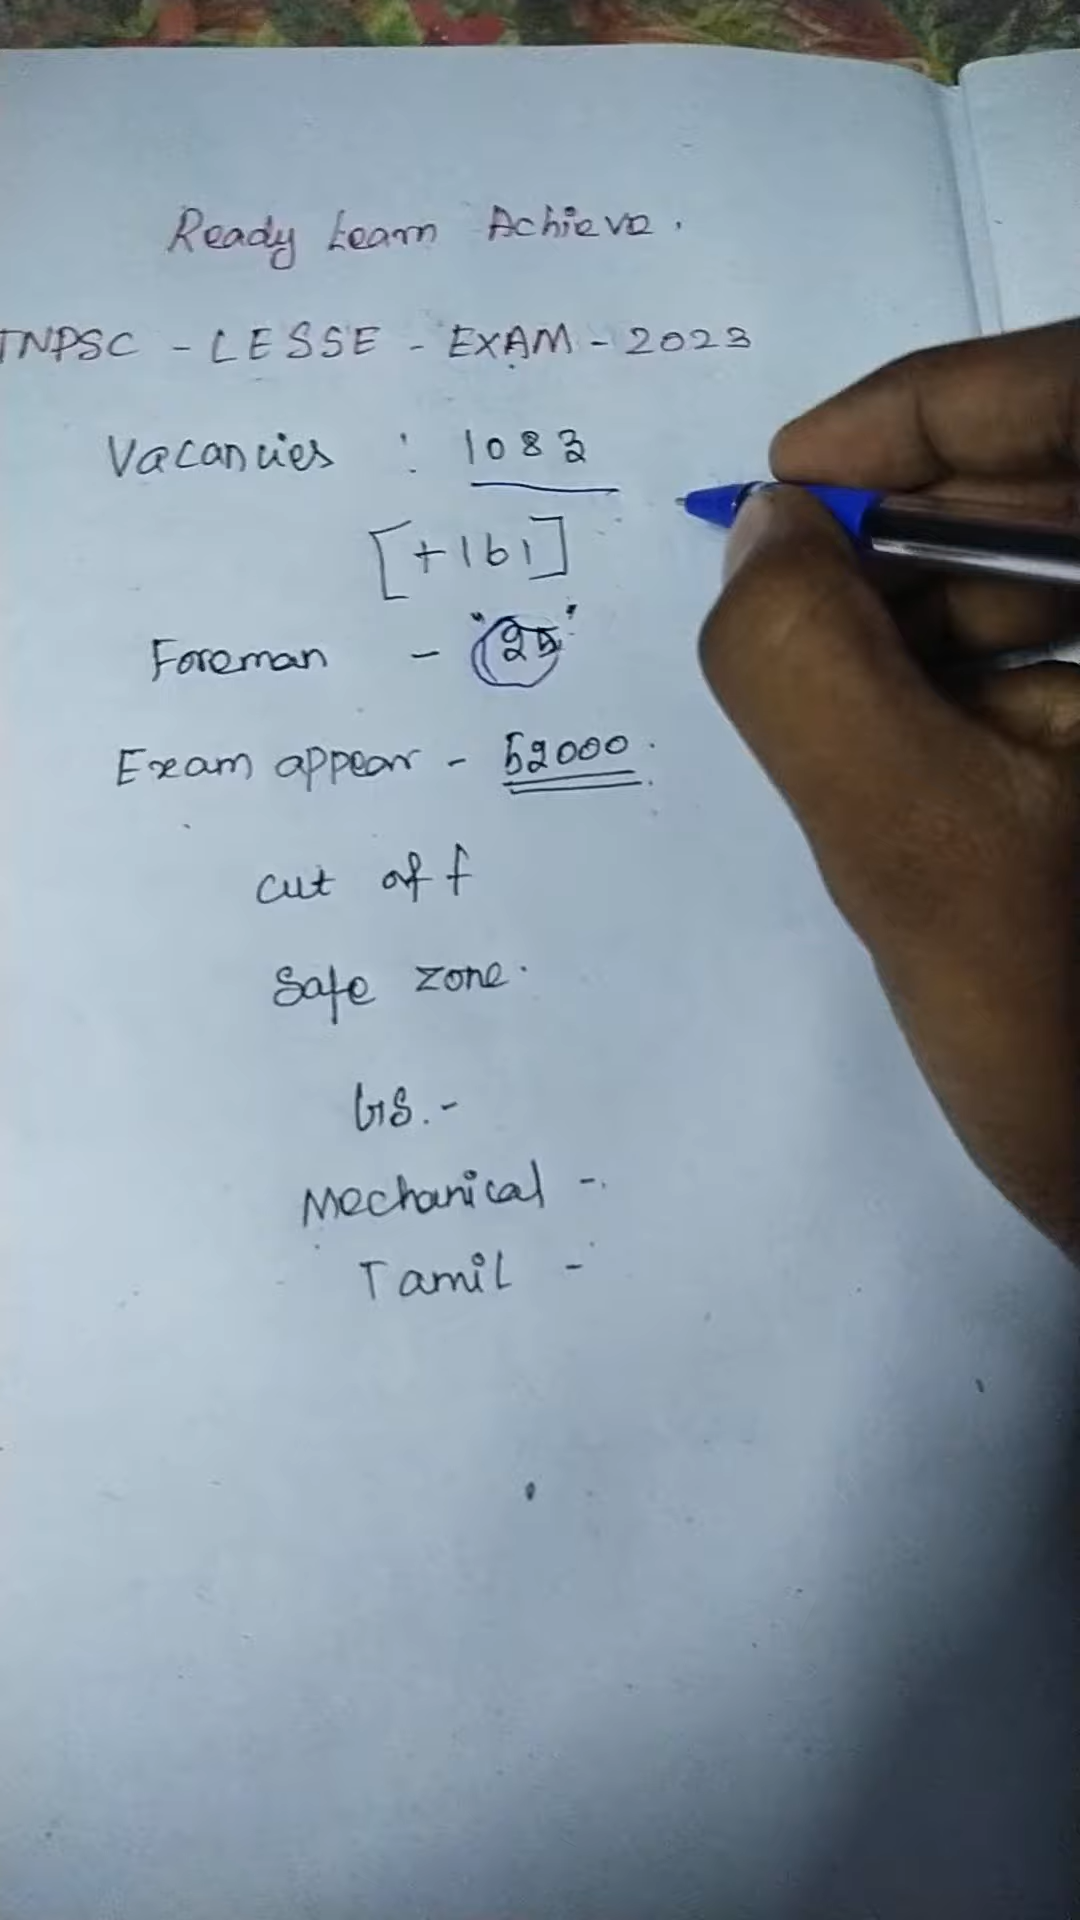 Ready Learn Achieve.
TNPSC - LESSE - EXAM - 2023
Vacancies : 1083
[+161]
Foreman - "25"
Exam appear - 52000.
cut off
Safe zone.
GS. -
Mechanical -
Tamil -